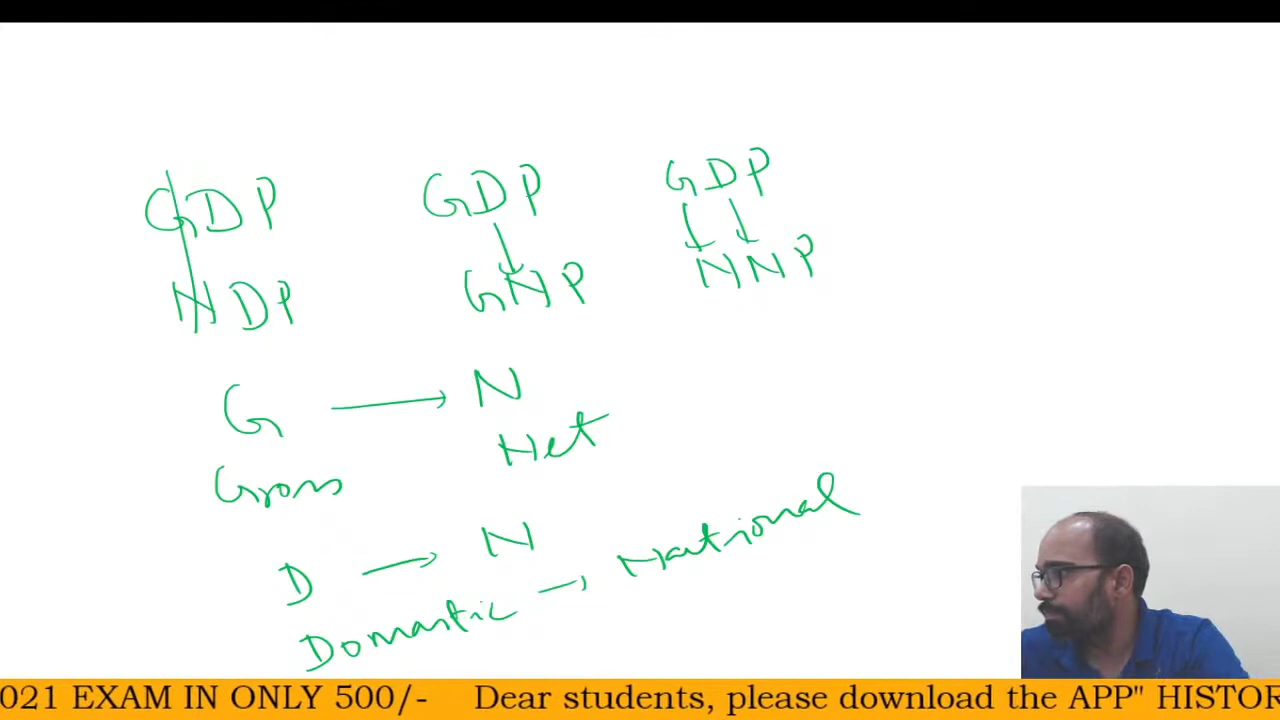 GDP GDP GDP
NDP GNP NNP
G → N
Gross Net
D → N
Domastic → National
021 EXAM IN ONLY 500/- Dear students, please download the APP" HISTOR